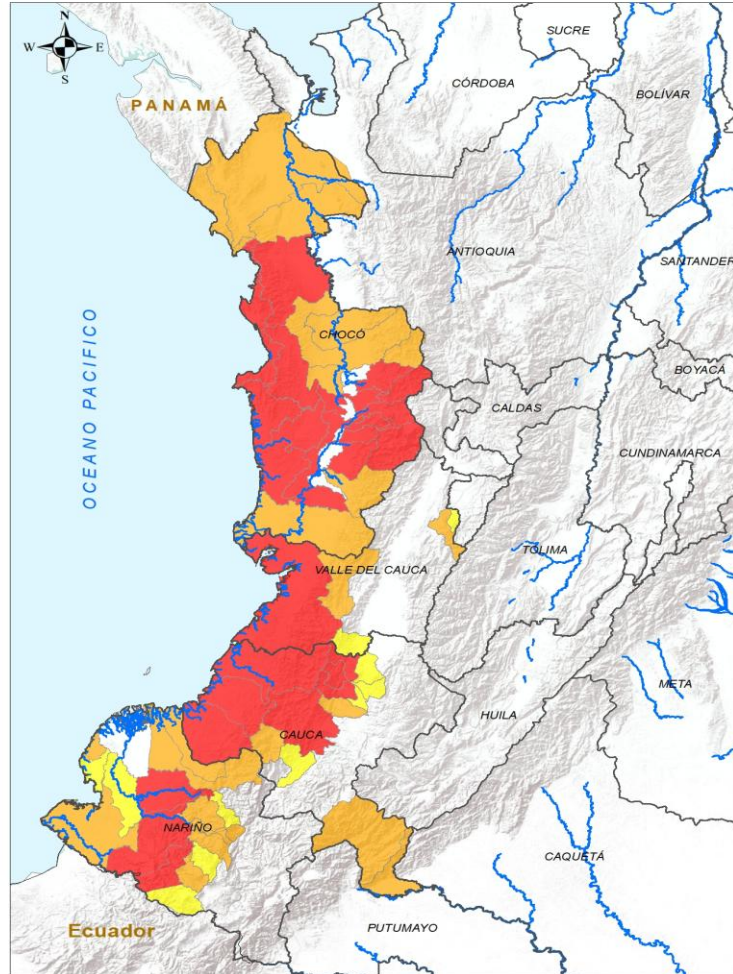 SUCRE
N
W E
S
CÓRDOBA
PANAMÁ
BOLÍVAR
ANTIOQUIA
SANTANDER
OCEANO PACIFICO
CHOCÓ
BOYACÁ
CALDAS
CUNDINAMARCA
TOLIMA
VALLE DEL CAUCA
META
HUILA
CAUCA
NARIÑO
CAQUETÁ
PUTUMAYO
Ecuador